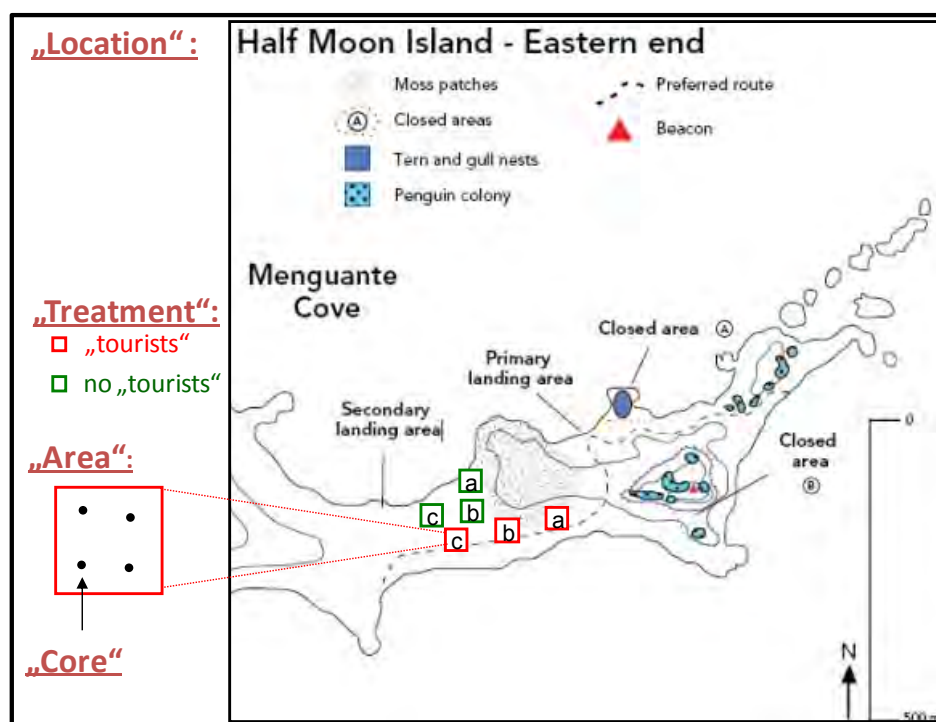 „Location“:
Half Moon Island - Eastern end
Moss patches
Preferred route
A
Closed areas
Beacon
Tern and gull nests
Penguin colony
Menguante
Cove
„Treatment“:
„tourists“
no „tourists“
Closed area A
Primary
landing area
Secondary
landing area
0
„Area“:
Closed
area
B
a
c
b
a
b
c
„Core“
N
500 m